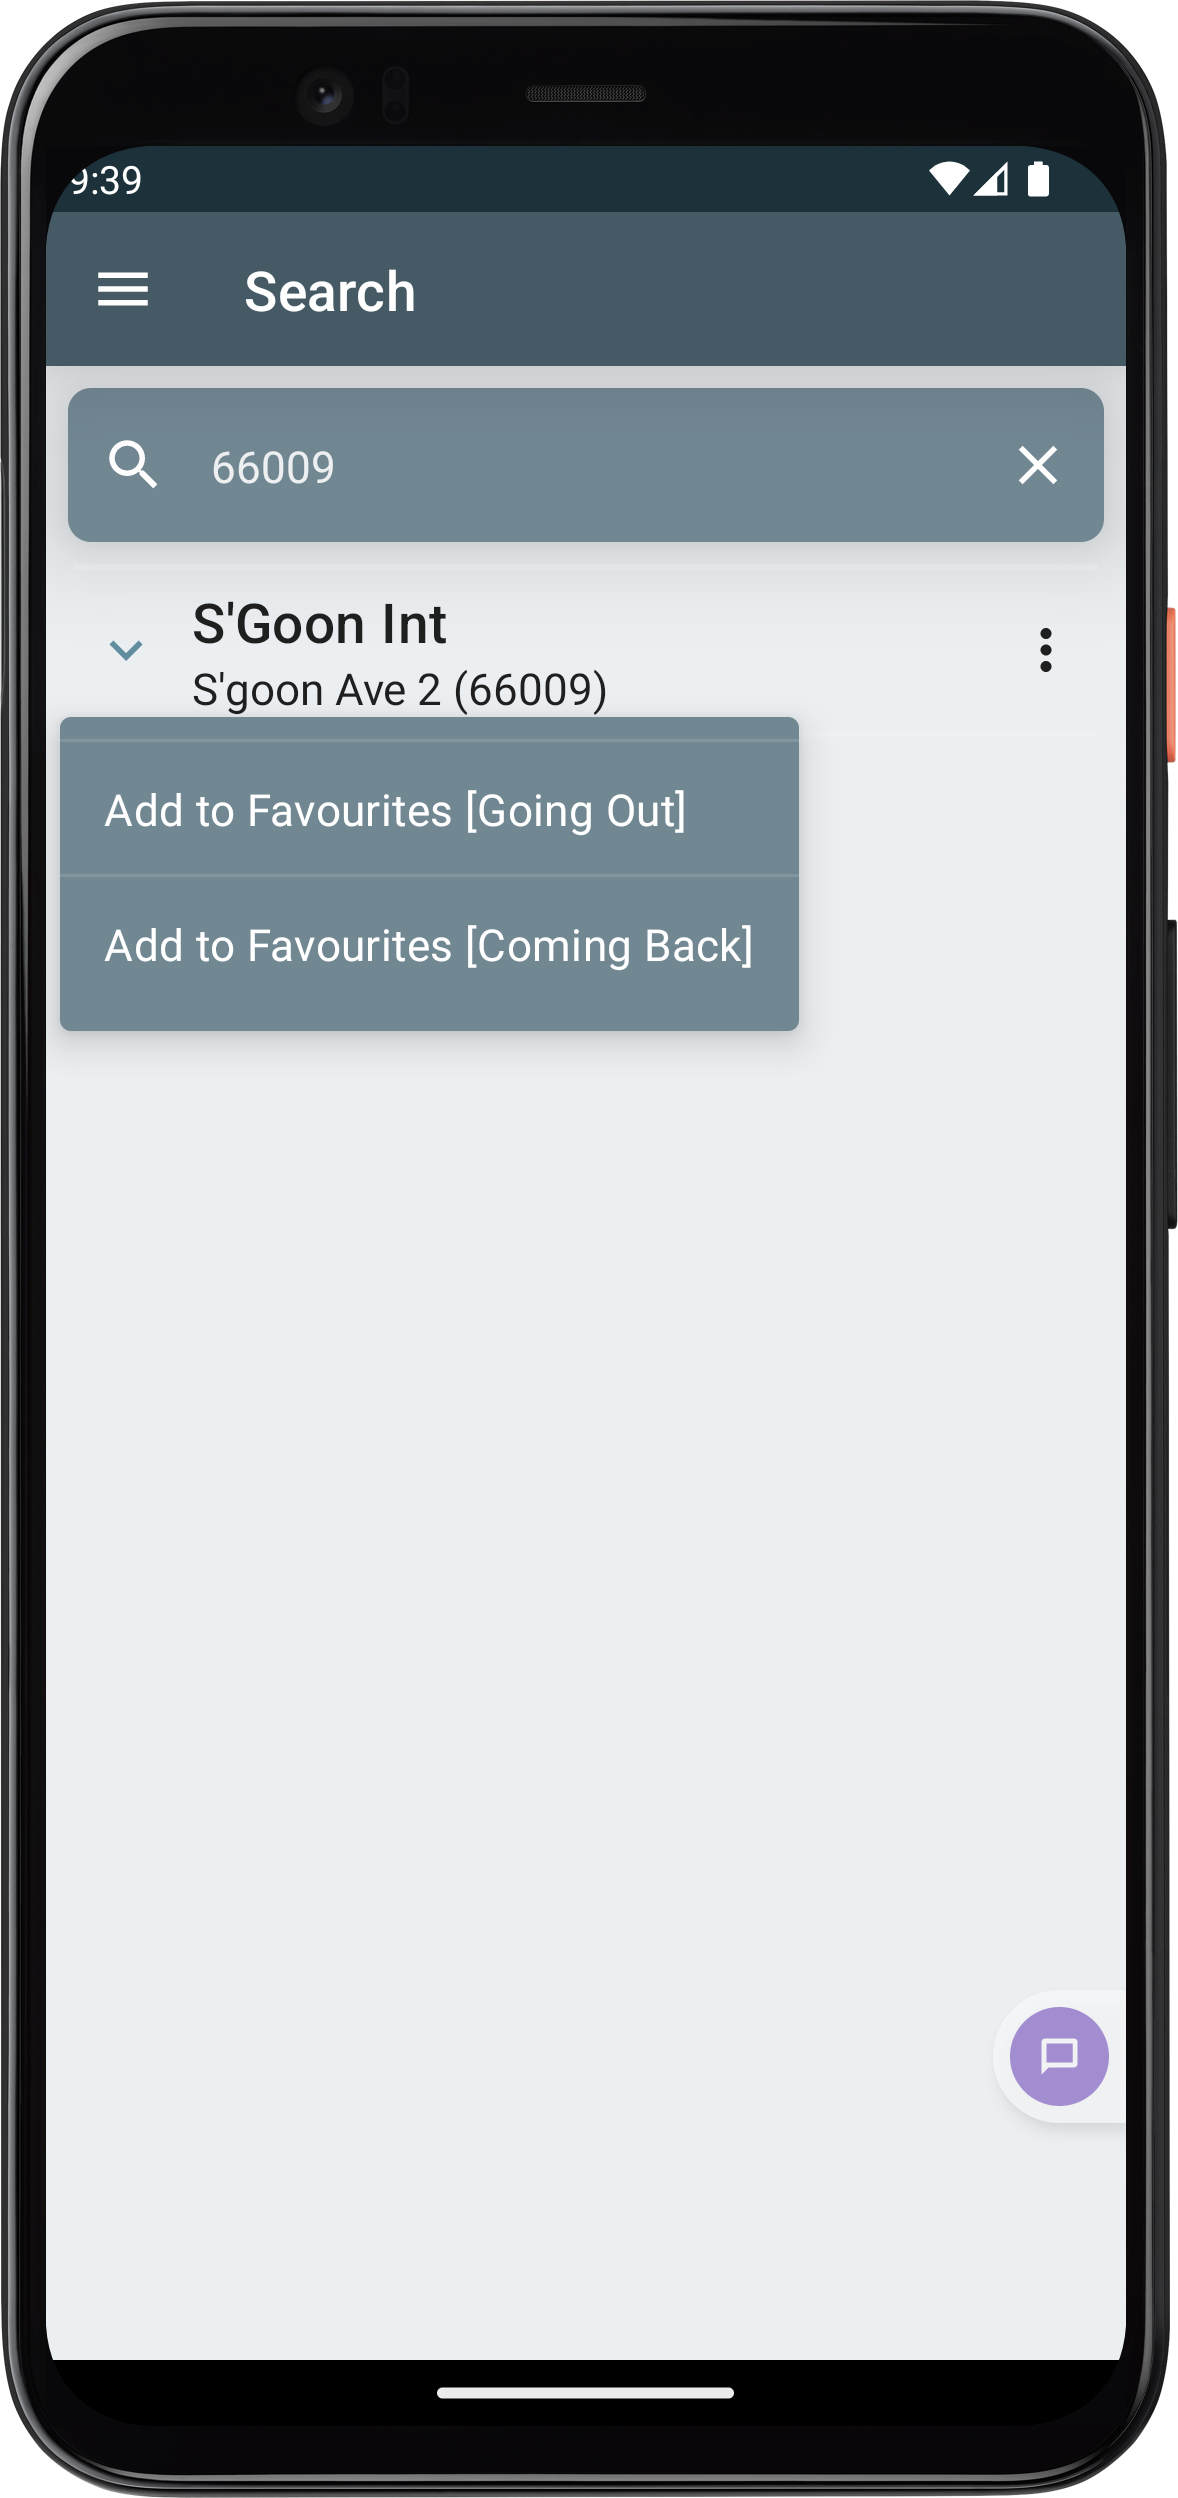 9:39
Search
66009
S'Goon Int
S'goon Ave 2 (66009)
Add to Favourites [Going Out]
Add to Favourites [Coming Back]